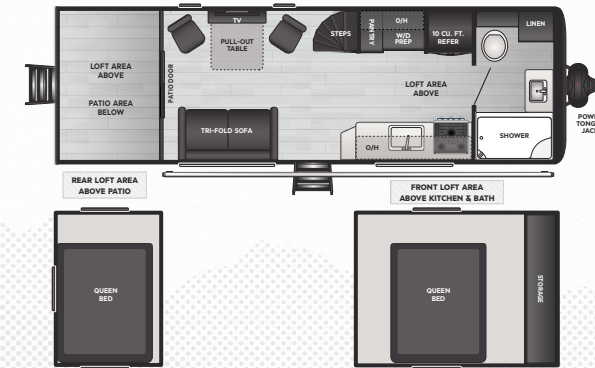 TV
PULL-OUT
TABLE
STEPS
PANTRY
O/H
W/D
PREP
10 CU. FT.
REFER
LINEN
LOFT AREA
ABOVE
PATIO AREA
BELOW
PATIO DOOR
LOFT AREA
ABOVE
TRI-FOLD SOFA
O/H
SHOWER
POWE
TONG
JACK
REAR LOFT AREA
ABOVE PATIO
FRONT LOFT AREA
ABOVE KITCHEN & BATH
QUEEN
BED
QUEEN
BED
STORAGE